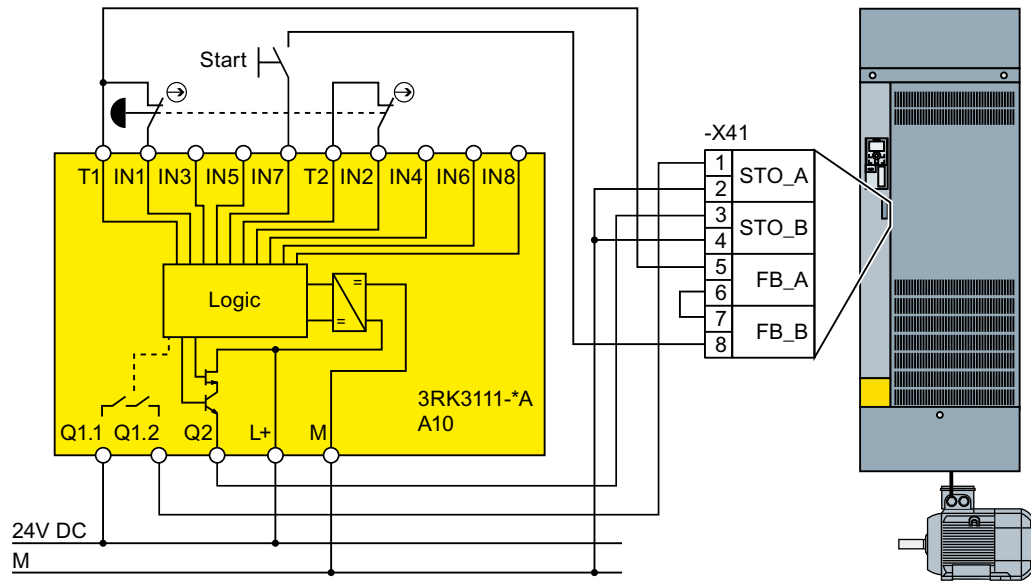 Start
T1 IN1 IN3 IN5 IN7 T2 IN2 IN4 IN6 IN8
Logic
=
=
3RK3111-*A
A10
Q1.1 Q1.2 Q2 L+ M
24V DC
M
-X41
1
STO_A
2
3
STO_B
4
5
FB_A
6
7
FB_B
8